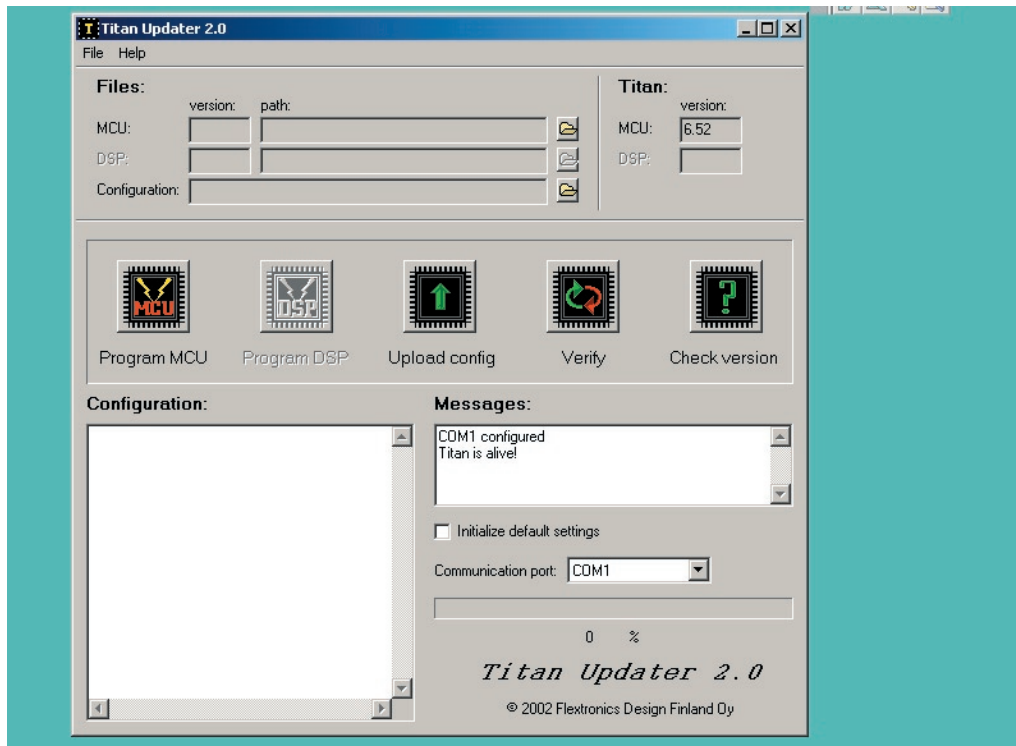 Titan Updater 2.0
File Help
Files:
version: path:
MCU:
DSP:
Configuration:
Titan:
version:
MCU: 6.52
DSP:
MCU
DSP
?
Program MCU
Program DSP
Upload config
Verify
Check version
Configuration:
Messages:
COM1 configured
Titan is alive!
Initialize default settings
Communication port: COM1
0 %
Titan Updater 2.0
© 2002 Flextronics Design Finland Oy